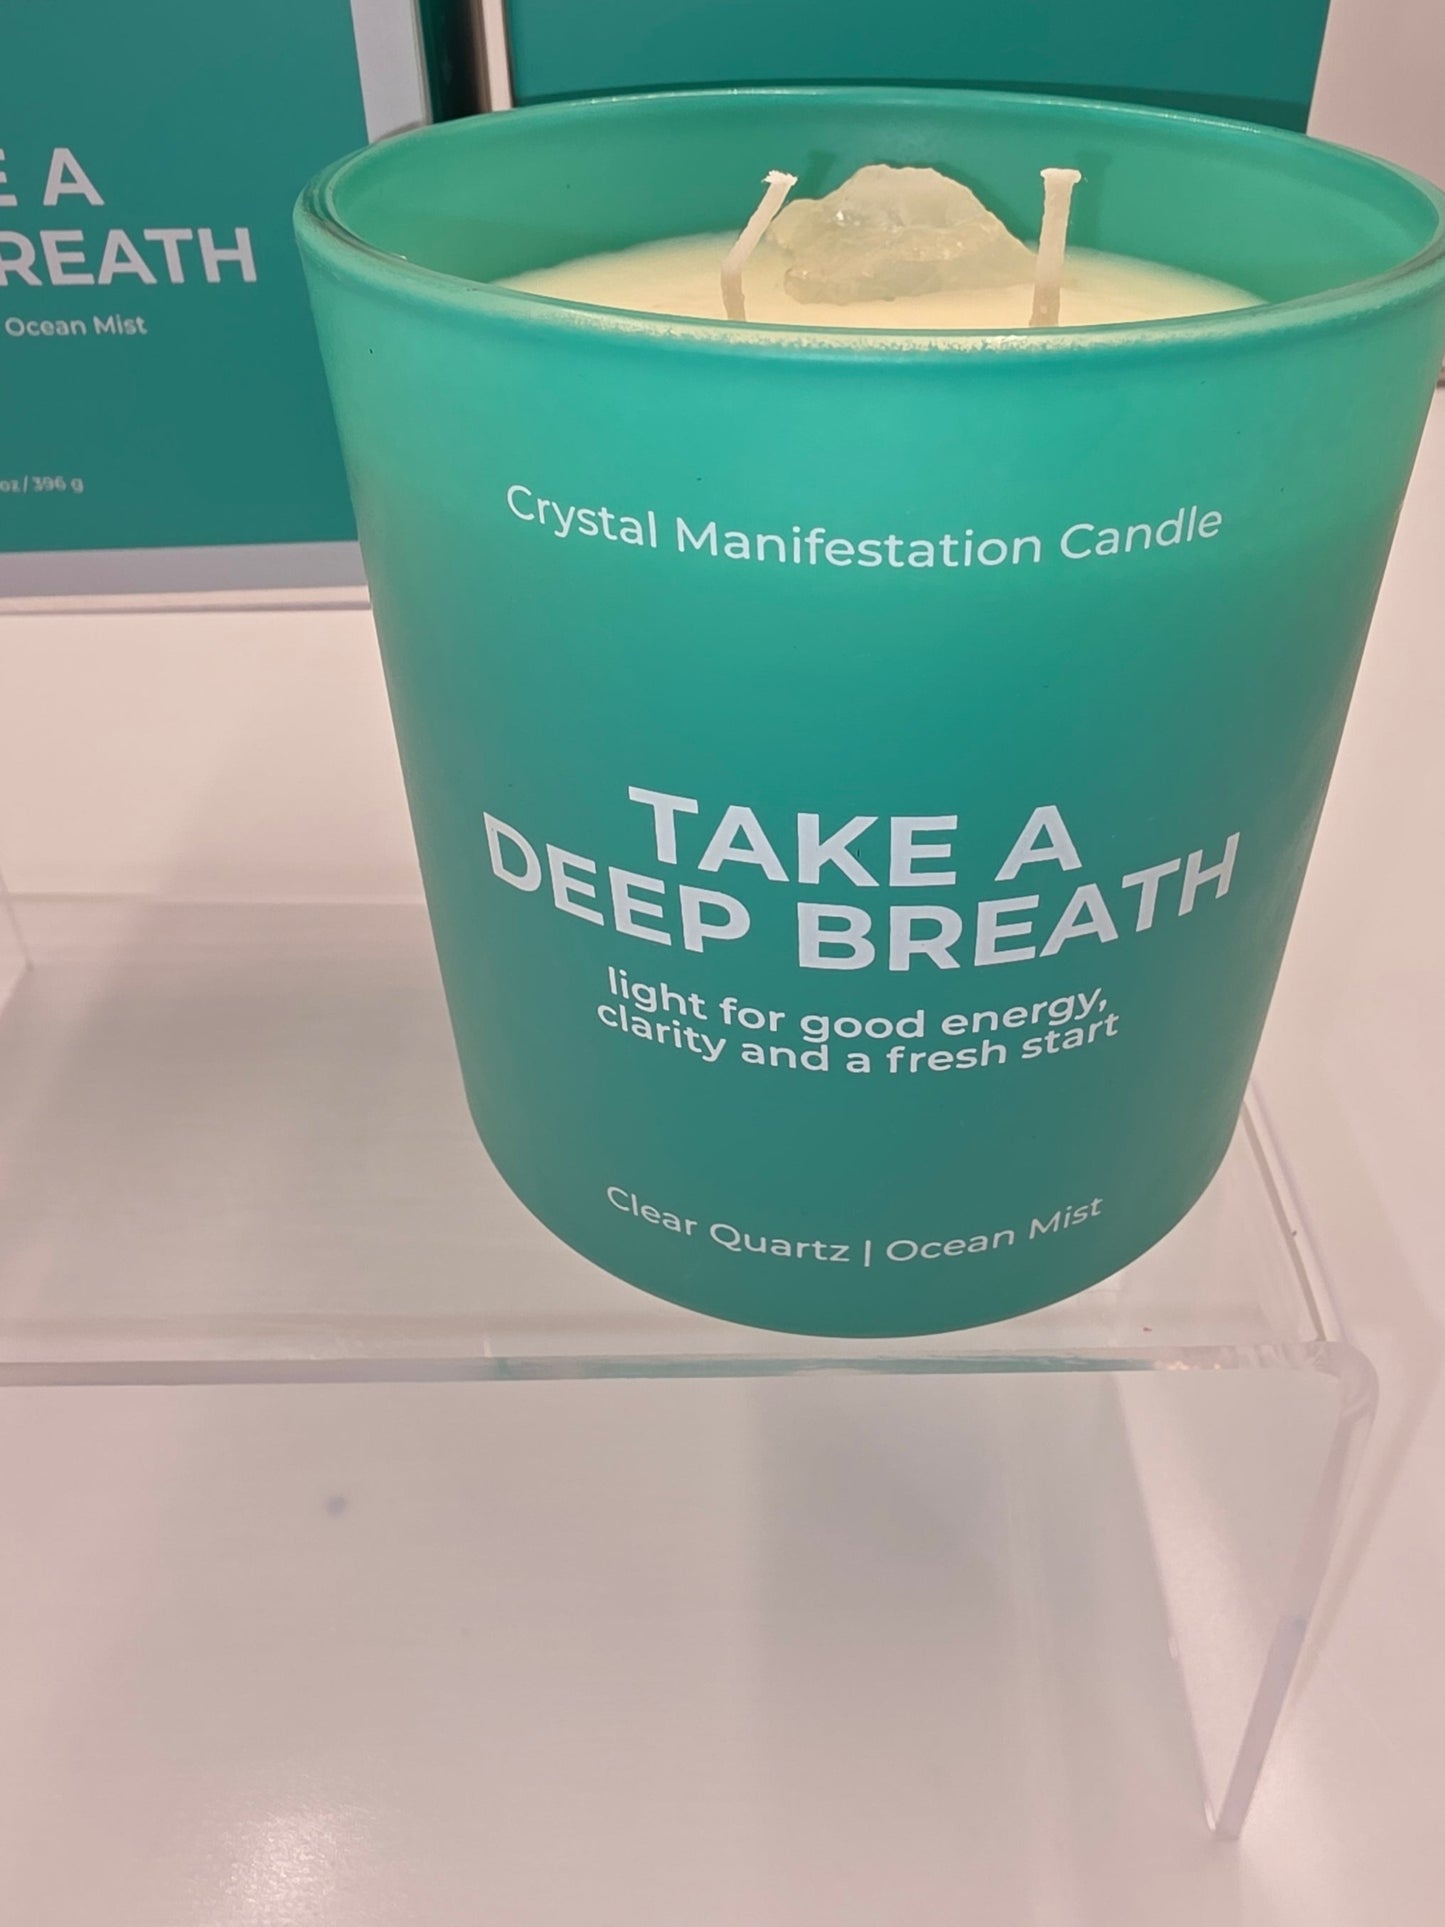 E A
REATH
Ocean Mist
oz / 396 g
Crystal Manifestation Candle
TAKE A
DEEP BREATH
light for good energy,
clarity and a fresh start
Clear Quartz | Ocean Mist